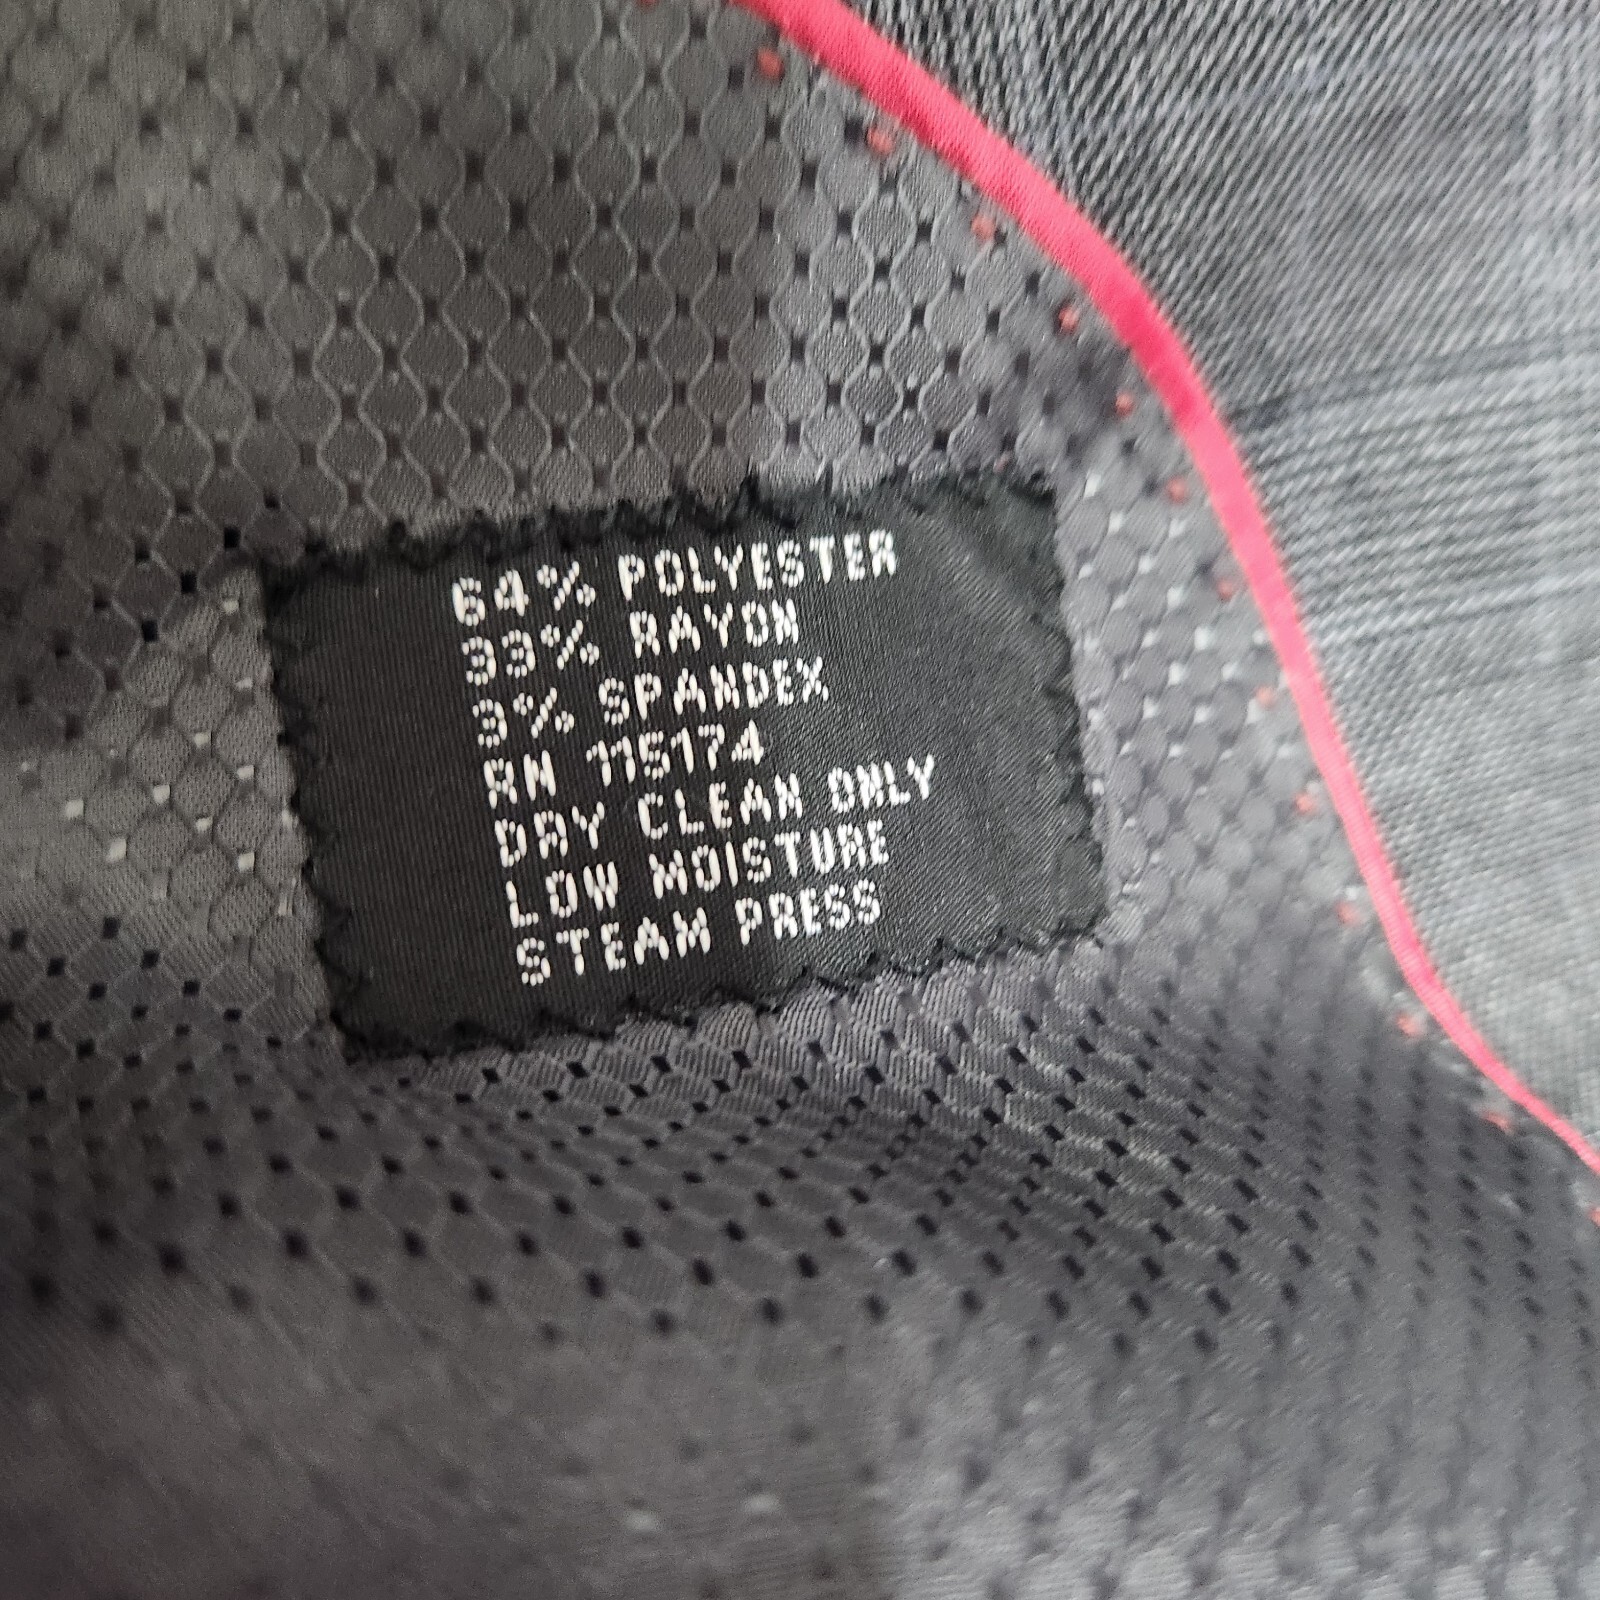 64% POLYESTER
33% RAYON
3% SPANDEX
RN 115174
DRY CLEAN ONLY
LOW MOISTURE
STEAM PRESS